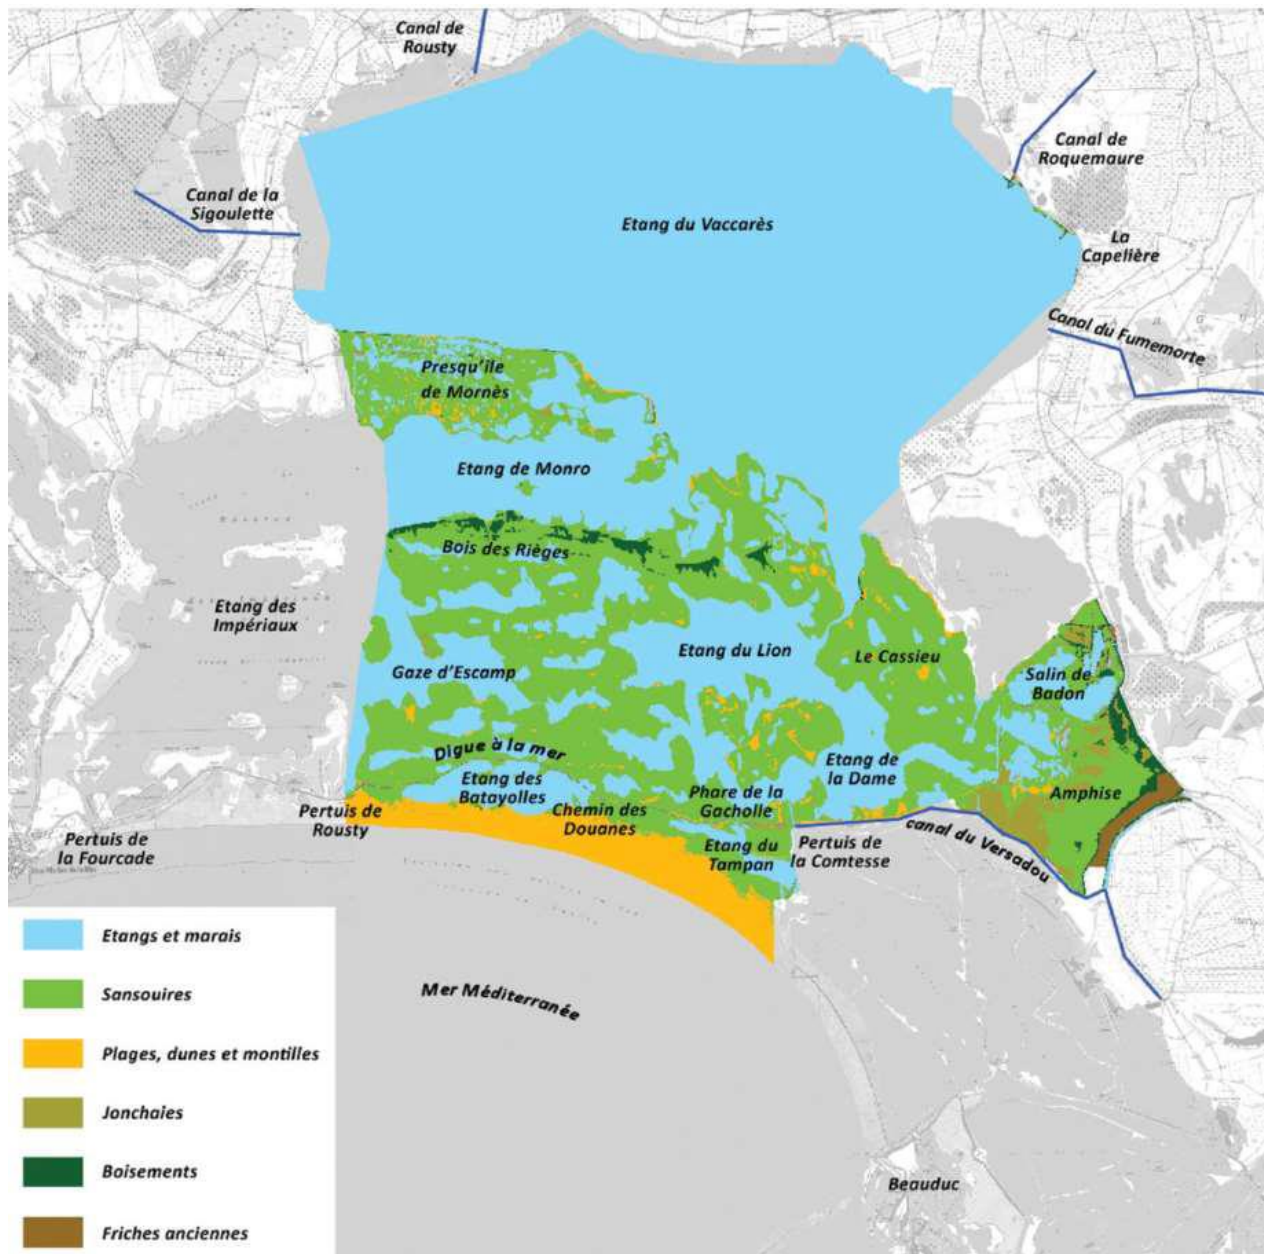 Canal de
Rousty
Canal de
Roquemaure
Canal de la
Sigoulette
Etang du Vaccarès
La
Capelière
Canal du Fumemorte
Presqu'île
de Mornès
Etang de Monro
Bois des Rièges
Etang des
Impériaux
Etang du Lion
Le Cassieu
Gaze d'Escamp
Salin de
Badon
Digue à la mer
Etang de
la Dame
Etang des
Batayolles
Phare de la
Gacholle
Amphise
Pertuis de
Rousty
Chemin des
Douanes
canal du Versadou
Pertuis de
la Fourcade
Etang du
Tampan
Pertuis de
la Comtesse
Etangs et marais
Sansouires
Mer Méditerranée
Plages, dunes et montilles
Jonchaies
Boisements
Beauduc
Friches anciennes